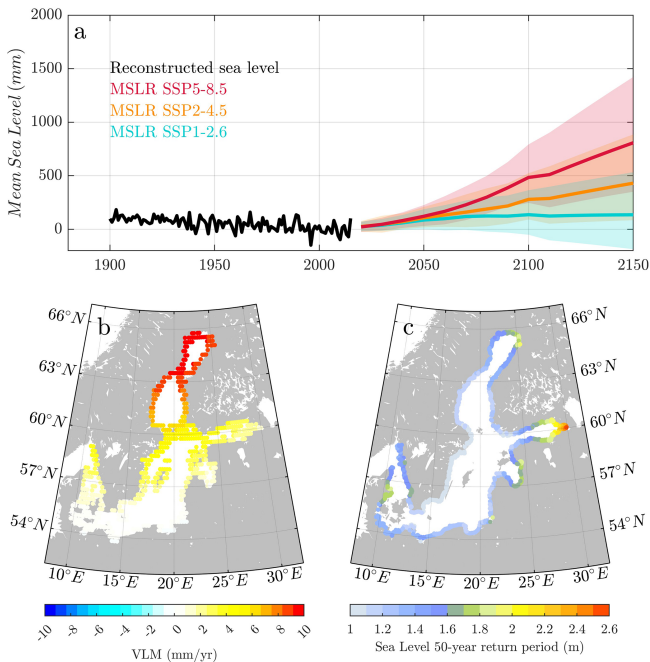 2000
1500
1000
500
0
Mean Sea Level (mm)
a
Reconstructed sea level
MSLR SSP5-8.5
MSLR SSP2-4.5
MSLR SSP1-2.6
1900
1950
2000
2050
2100
2150
b
66°N
63°N
60°N
57°N
54°N
10°E
15°E
20°E
25°E
30°E
-10
-8
-6
-4
-2
0
2
4
6
8
10
VLM (mm/yr)
c
66°N
63°N
60°N
57°N
54°N
10°E
15°E
20°E
25°E
30°E
1
1.2
1.4
1.6
1.8
2
2.2
2.4
2.6
Sea Level 50-year return period (m)